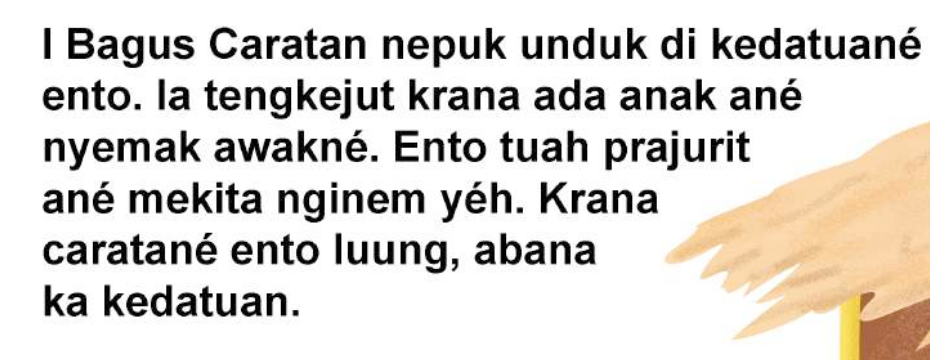 I Bagus Caratan nepuk unduk di kedatuané
ento. Ia tengkejut krana ada anak ané
nyemak awakné. Ento tuah prajurit
ané mekita nginem yéh. Krana
caratané ento luung, abana
ka kedatuan.